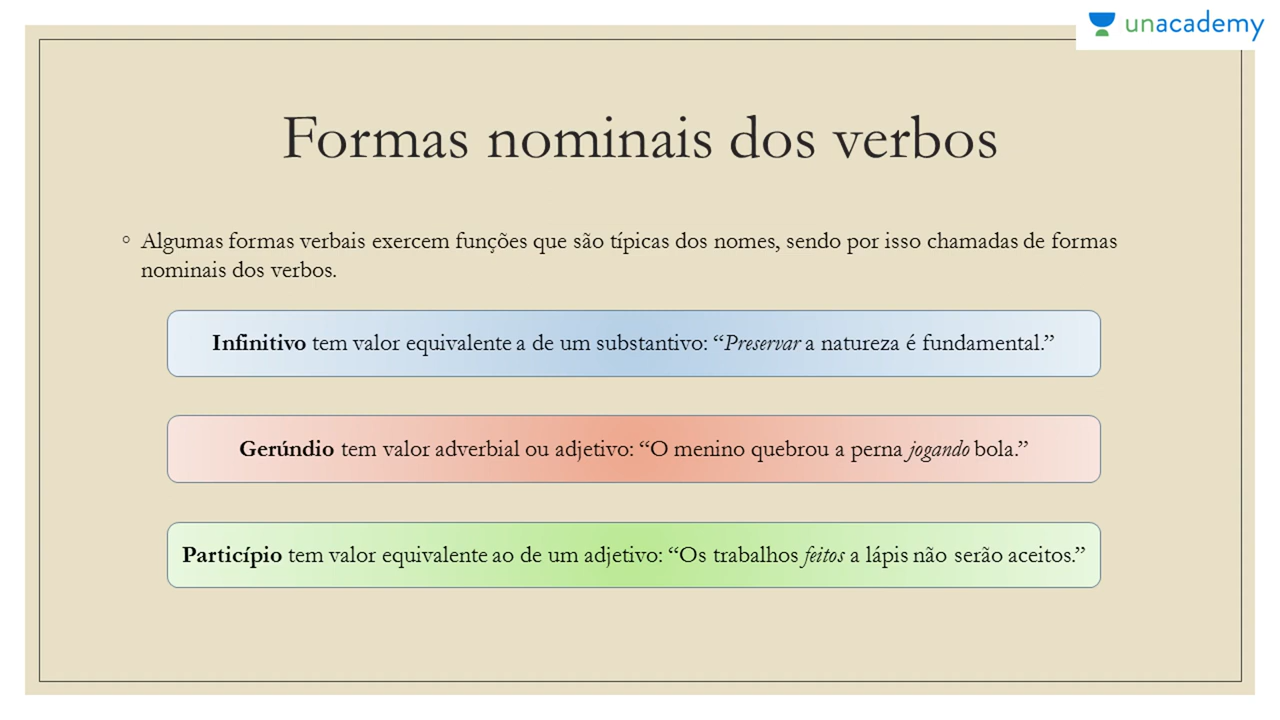 unacademy
Formas nominais dos verbos
◦ Algumas formas verbais exercem funções que são típicas dos nomes, sendo por isso chamadas de formas
nominais dos verbos.
Infinitivo tem valor equivalente a de um substantivo: “Preservar a natureza é fundamental.”
Gerúndio tem valor adverbial ou adjetivo: “O menino quebrou a perna jogando bola.”
Particípio tem valor equivalente ao de um adjetivo: “Os trabalhos feitos a lápis não serão aceitos.”